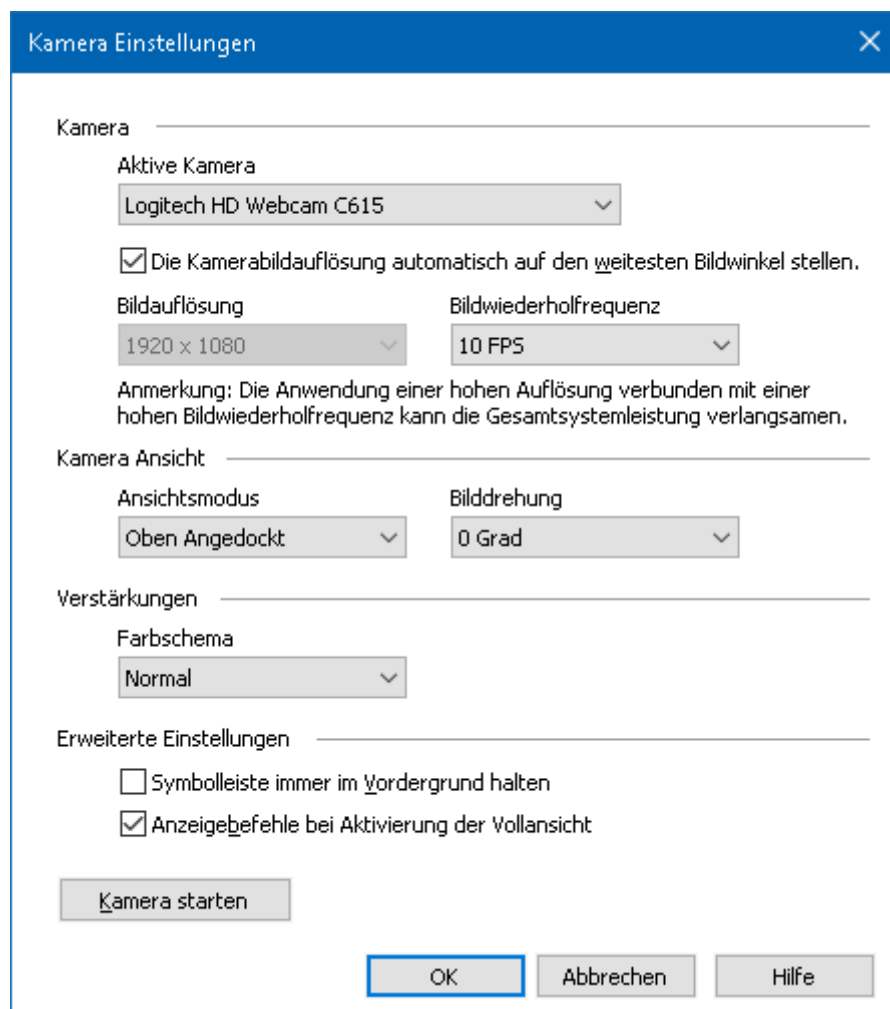 Kamera Einstellungen
Kamera
Aktive Kamera
Logitech HD Webcam C615
Die Kamerabildauflösung automatisch auf den weitesten Bildwinkel stellen.
Bildauflösung Bildwiederholfrequenz
1920 x 1080 10 FPS
Anmerkung: Die Anwendung einer hohen Auflösung verbunden mit einer
hohen Bildwiederholfrequenz kann die Gesamtsystemleistung verlangsamen.
Kamera Ansicht
Ansichtsmodus Bilddrehung
Oben Angedockt 0 Grad
Verstärkungen
Farbschema
Normal
Erweiterte Einstellungen
Symbolleiste immer im Vordergrund halten
Anzeigebefehle bei Aktivierung der Vollansicht
Kamera starten
OK Abbrechen Hilfe